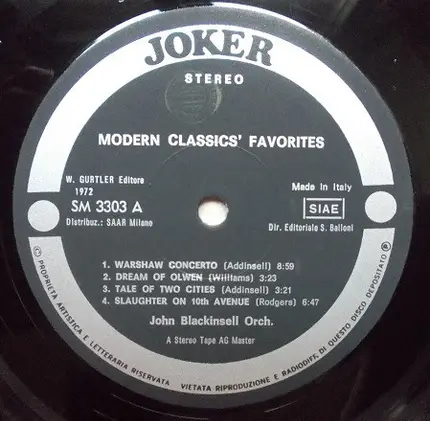 JOKER
STEREO
MODERN CLASSICS' FAVORITES
W. GURTLER Editore
1972
SM 3303 A
Distribuz.: SAAR Milano
Made in Italy
SIAE
Dir. Editoriale S. Balloni
1. WARSHAW CONCERTO (Addinsell) 8:59
2. DREAM OF OLWEN (Williams) 3:23
3. TALE OF TWO CITIES (Addinsell) 3:21
4. SLAUGHTER ON 10th AVENUE (Rodgers) 6:47
John Blackinsell Orch.
A Stereo Tape AG Master
© PROPRIETA ARTISTICA E LETTERARIA RISERVATA VIETATA RIPRODUZIONE E RADIODIFF. DI QUESTO DISCO DEPOSITATO Ⓟ